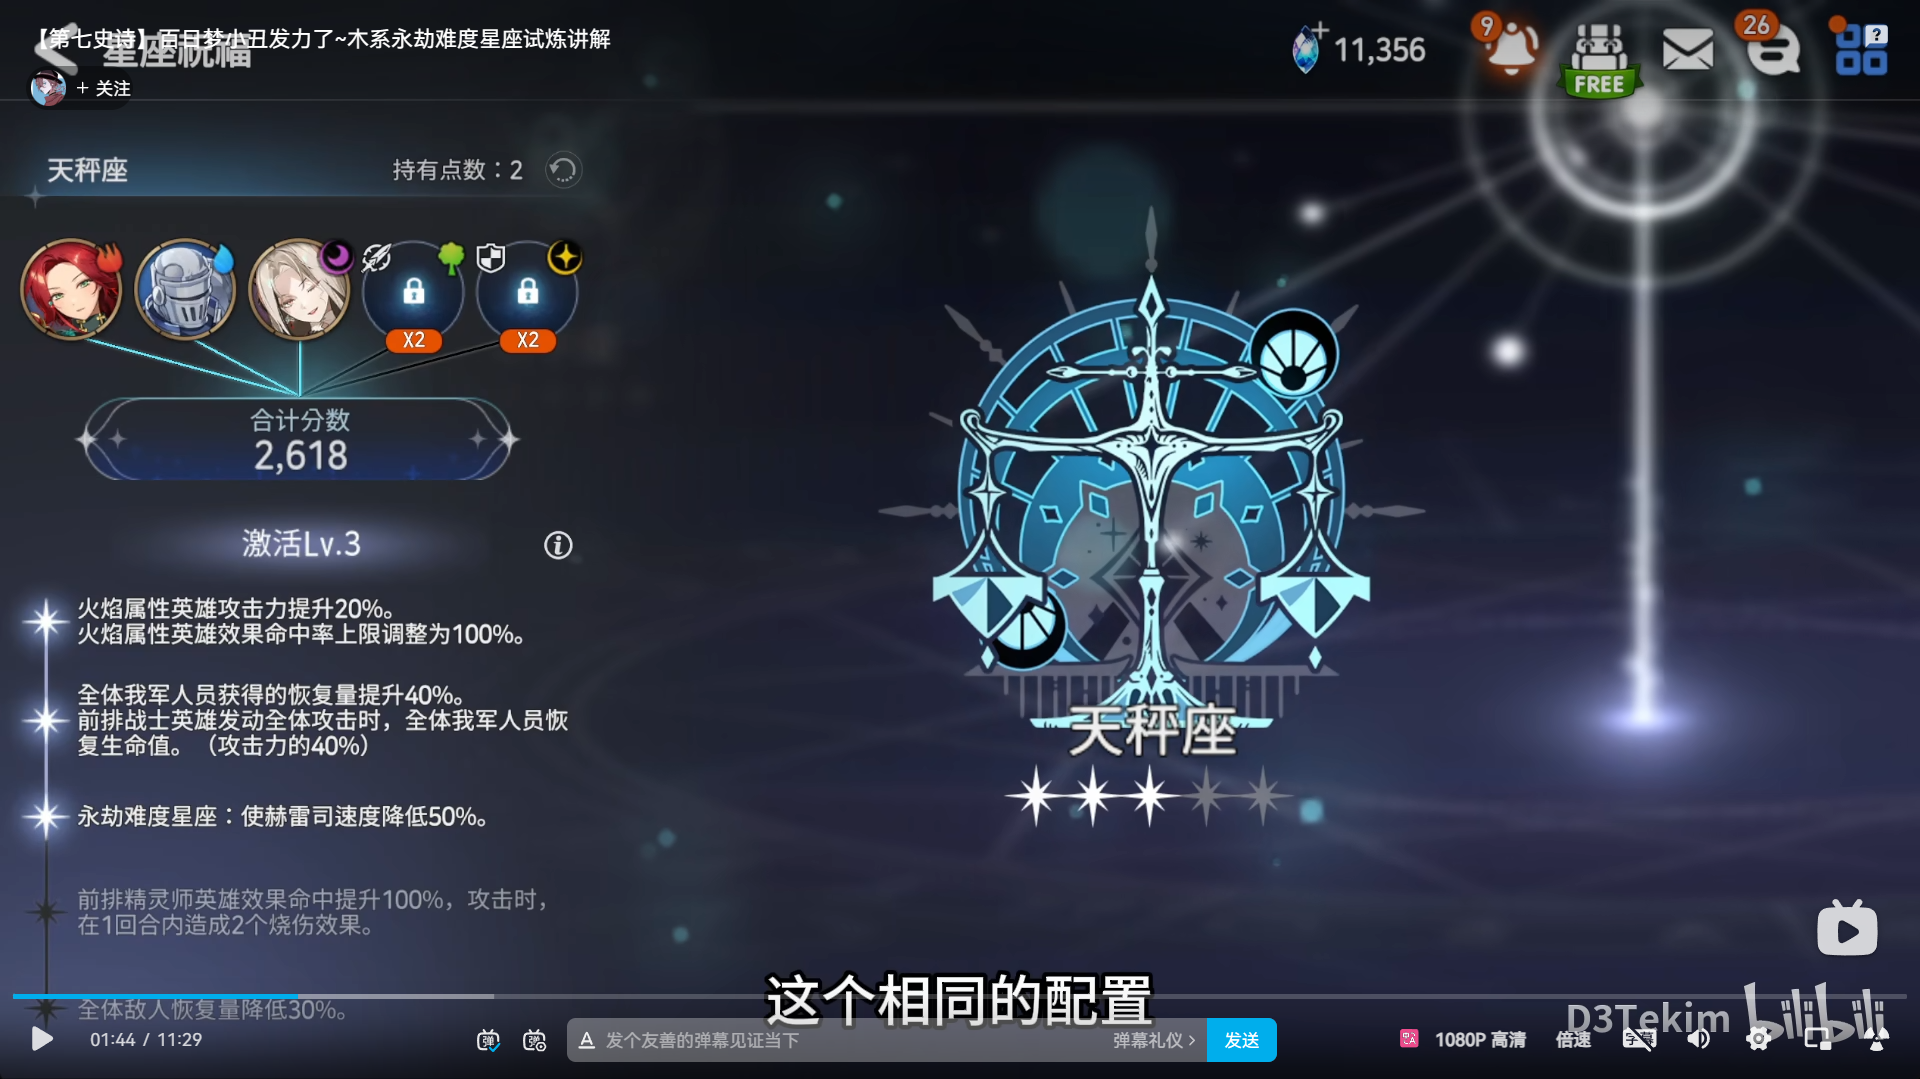 【第七史诗】百日梦小丑发力了~木系永劫难度星座试炼讲解
星座祝福
+ 关注
11,356
9
FREE
26
?
天秤座
持有点数：2
X2
X2
合计分数
2,618
激活Lv.3
火焰属性英雄攻击力提升20%。
火焰属性英雄效果命中率上限调整为100%。
全体我军人员获得的恢复量提升40%。
前排战士英雄发动全体攻击时，全体我军人员恢
复生命值。（攻击力的40%）
永劫难度星座：使赫雷司速度降低50%。
前排精灵师英雄效果命中提升100%，攻击时，
在1回合内造成2个烧伤效果。
全体敌人恢复量降低30%。
天秤座
这个相同的配置
D3Tekim
bilibili
01:44 / 11:29
弹
弹
A 发个友善的弹幕见证当下
弹幕礼仪 >
发送
1080P 高清
倍速
字幕